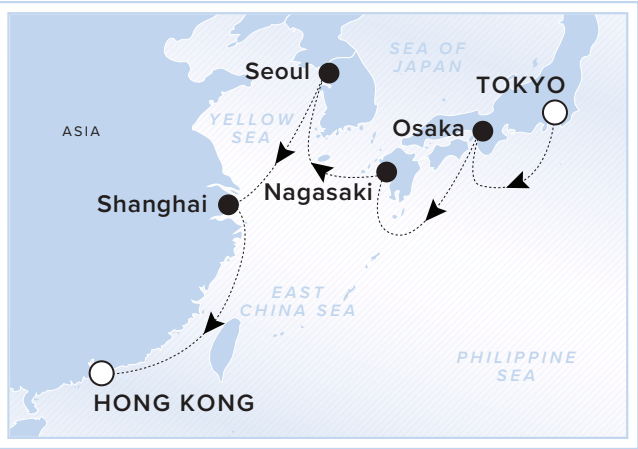 SEA OF
JAPAN
Seoul
TOKYO
YELLOW
SEA
ASIA
Osaka
Nagasaki
Shanghai
EAST
CHINA SEA
PHILIPPINE
SEA
HONG KONG